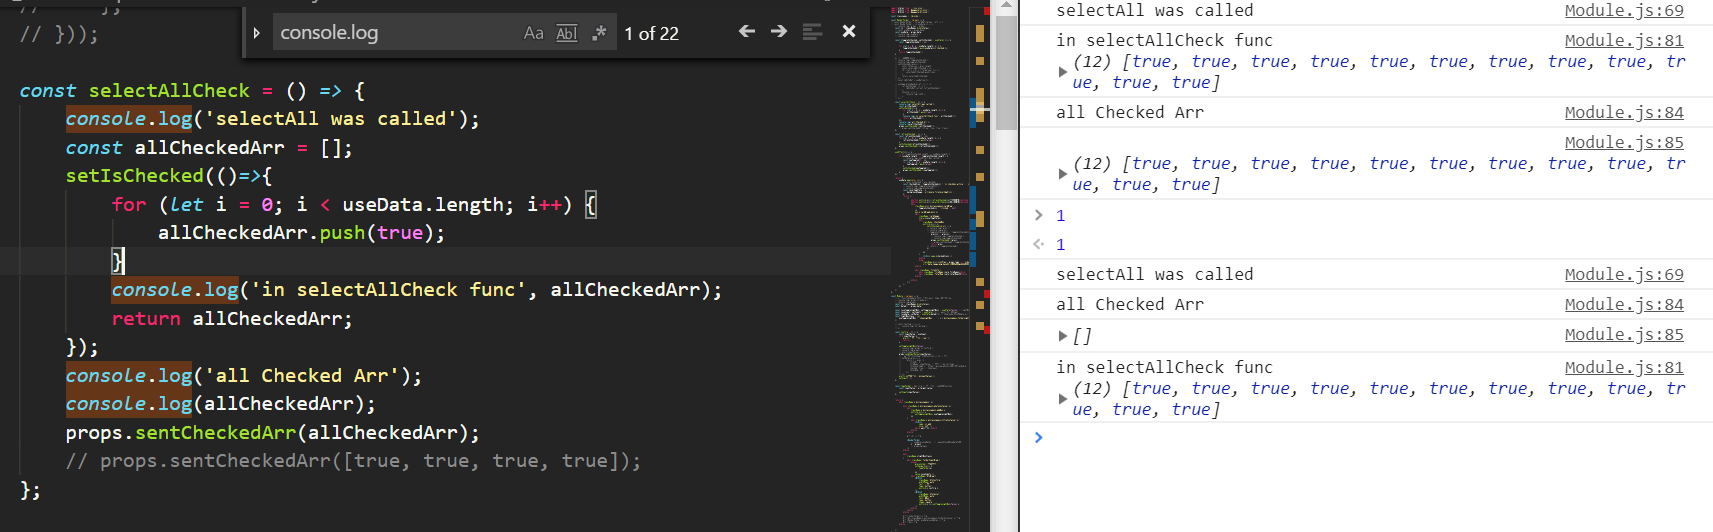 //     };
// }));
console.log
Aa Abl .*
1 of 22
const selectAllCheck = () => {
console.log('selectAll was called');
const allCheckedArr = [];
setIsChecked(()=>{
for (let i = 0; i < useData.length; i++) {
allCheckedArr.push(true);
}
console.log('in selectAllCheck func', allCheckedArr);
return allCheckedArr;
});
console.log('all Checked Arr');
console.log(allCheckedArr);
props.sentCheckedArr(allCheckedArr);
// props.sentCheckedArr([true, true, true, true]);
};
selectAll was called Module.js:69
in selectAllCheck func Module.js:81
(12) [true, true, true, true, true, true, true, true, true, tr
ue, true, true]
all Checked Arr Module.js:84
Module.js:85
(12) [true, true, true, true, true, true, true, true, true, tr
ue, true, true]
> 1
1
selectAll was called Module.js:69
all Checked Arr Module.js:84
[] Module.js:85
in selectAllCheck func Module.js:81
(12) [true, true, true, true, true, true, true, true, true, tr
ue, true, true]
>